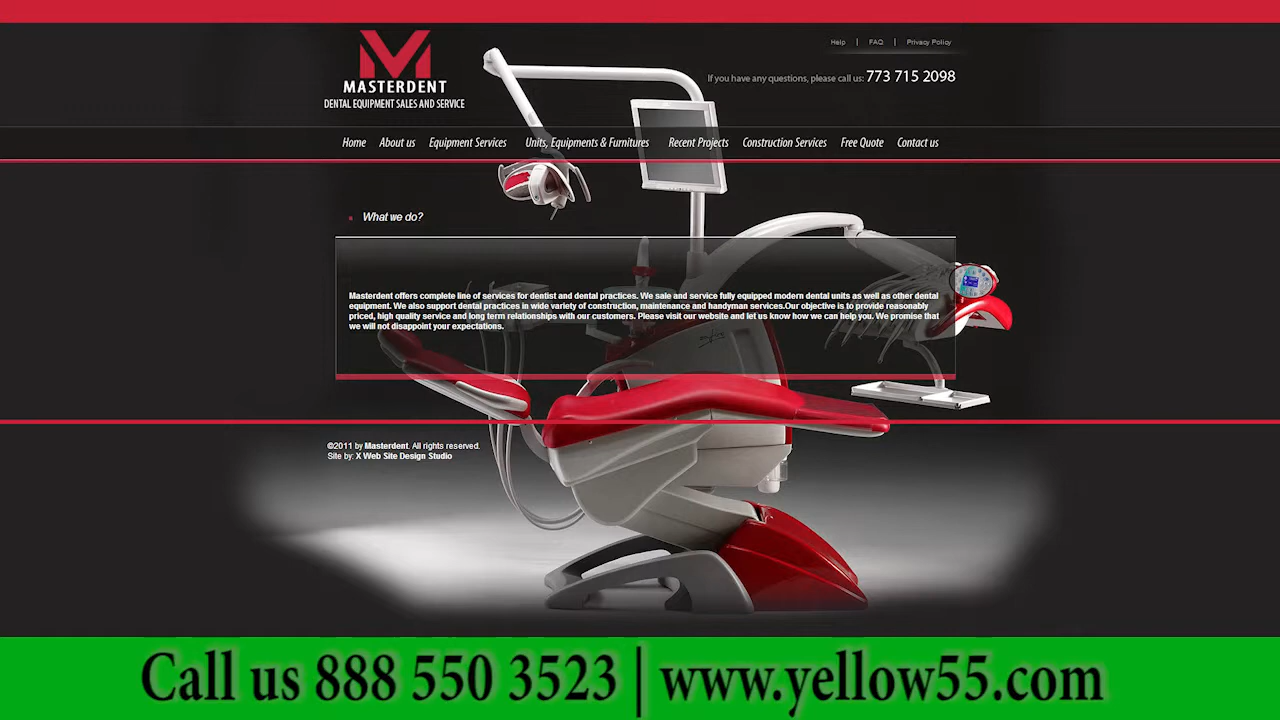 Help | FAQ | Privacy Policy
MASTERDENT
DENTAL EQUIPMENT SALES AND SERVICE
If you have any questions, please call us: 773 715 2098
Home About us Equipment Services Units, Equipments & Furnitures Recent Projects Construction Services Free Quote Contact us
What we do?
Masterdent offers complete line of services for dentist and dental practices. We sale and service fully equipped modern dental units as well as other dental
equipment. We also support dental practices in wide variety of construction, maintenance and handyman services.Our objective is to provide reasonably
priced, high quality service and long term relationships with our customers. Please visit our website and let us know how we can help you. We promise that
we will not disappoint your expectations.
©2011 by Masterdent. All rights reserved.
Site by: X Web Site Design Studio
Call us 888 550 3523 | www.yellow55.com